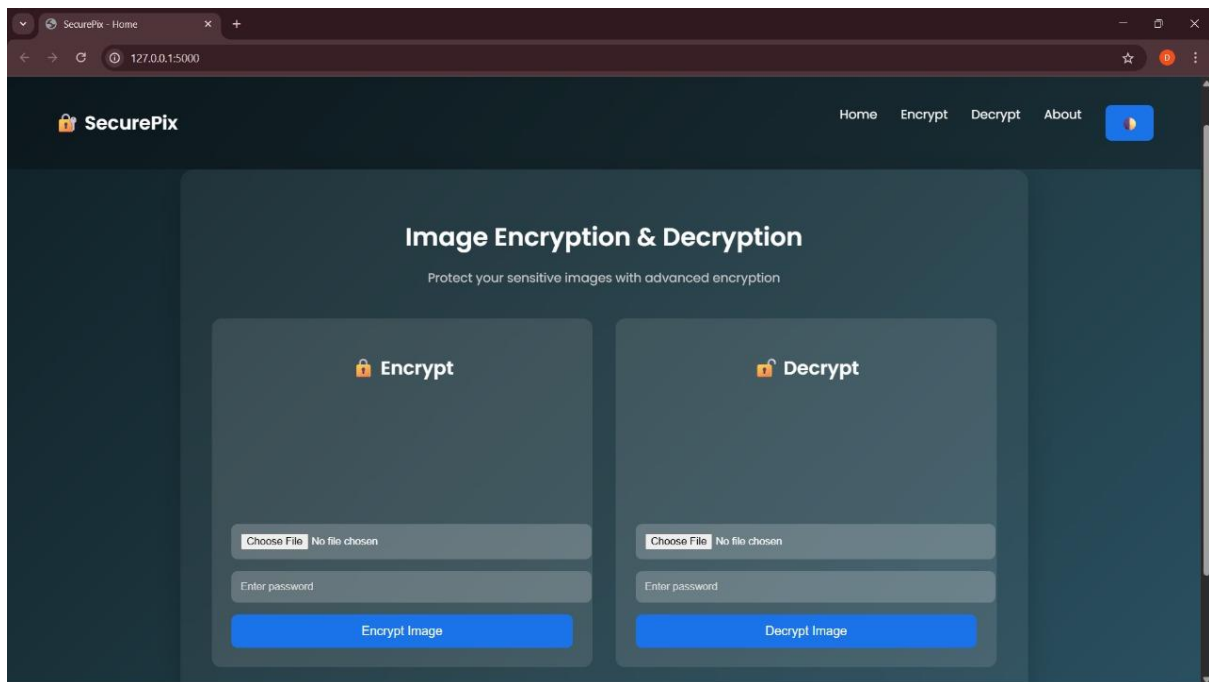 SecurePix - Home
127.0.0.1:5000
D
SecurePix
Home Encrypt Decrypt About
Image Encryption & Decryption
Protect your sensitive images with advanced encryption
Encrypt
Choose File No file chosen
Enter password
Encrypt Image
Decrypt
Choose File No file chosen
Enter password
Decrypt Image